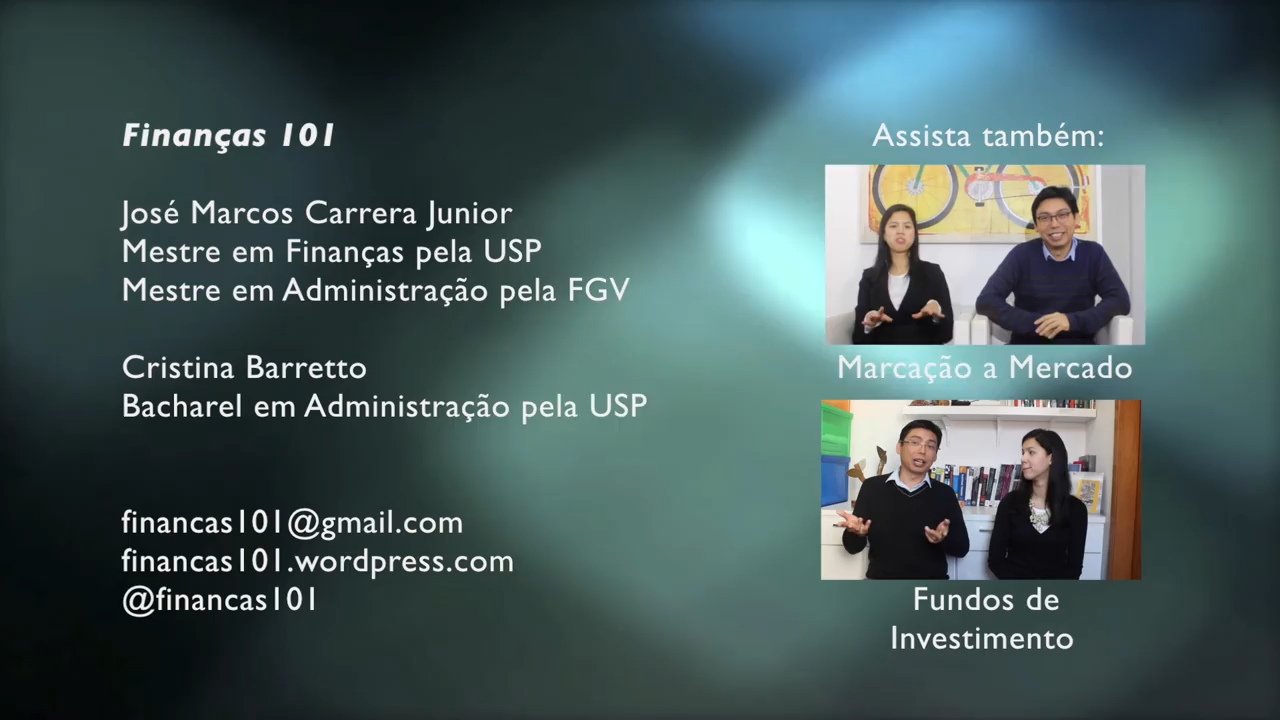 Finanças 101
José Marcos Carrera Junior
Mestre em Finanças pela USP
Mestre em Administração pela FGV
Cristina Barretto
Bacharel em Administração pela USP
financas101@gmail.com
financas101.wordpress.com
@financas101
Assista também:
Marcação a Mercado
Fundos de
Investimento